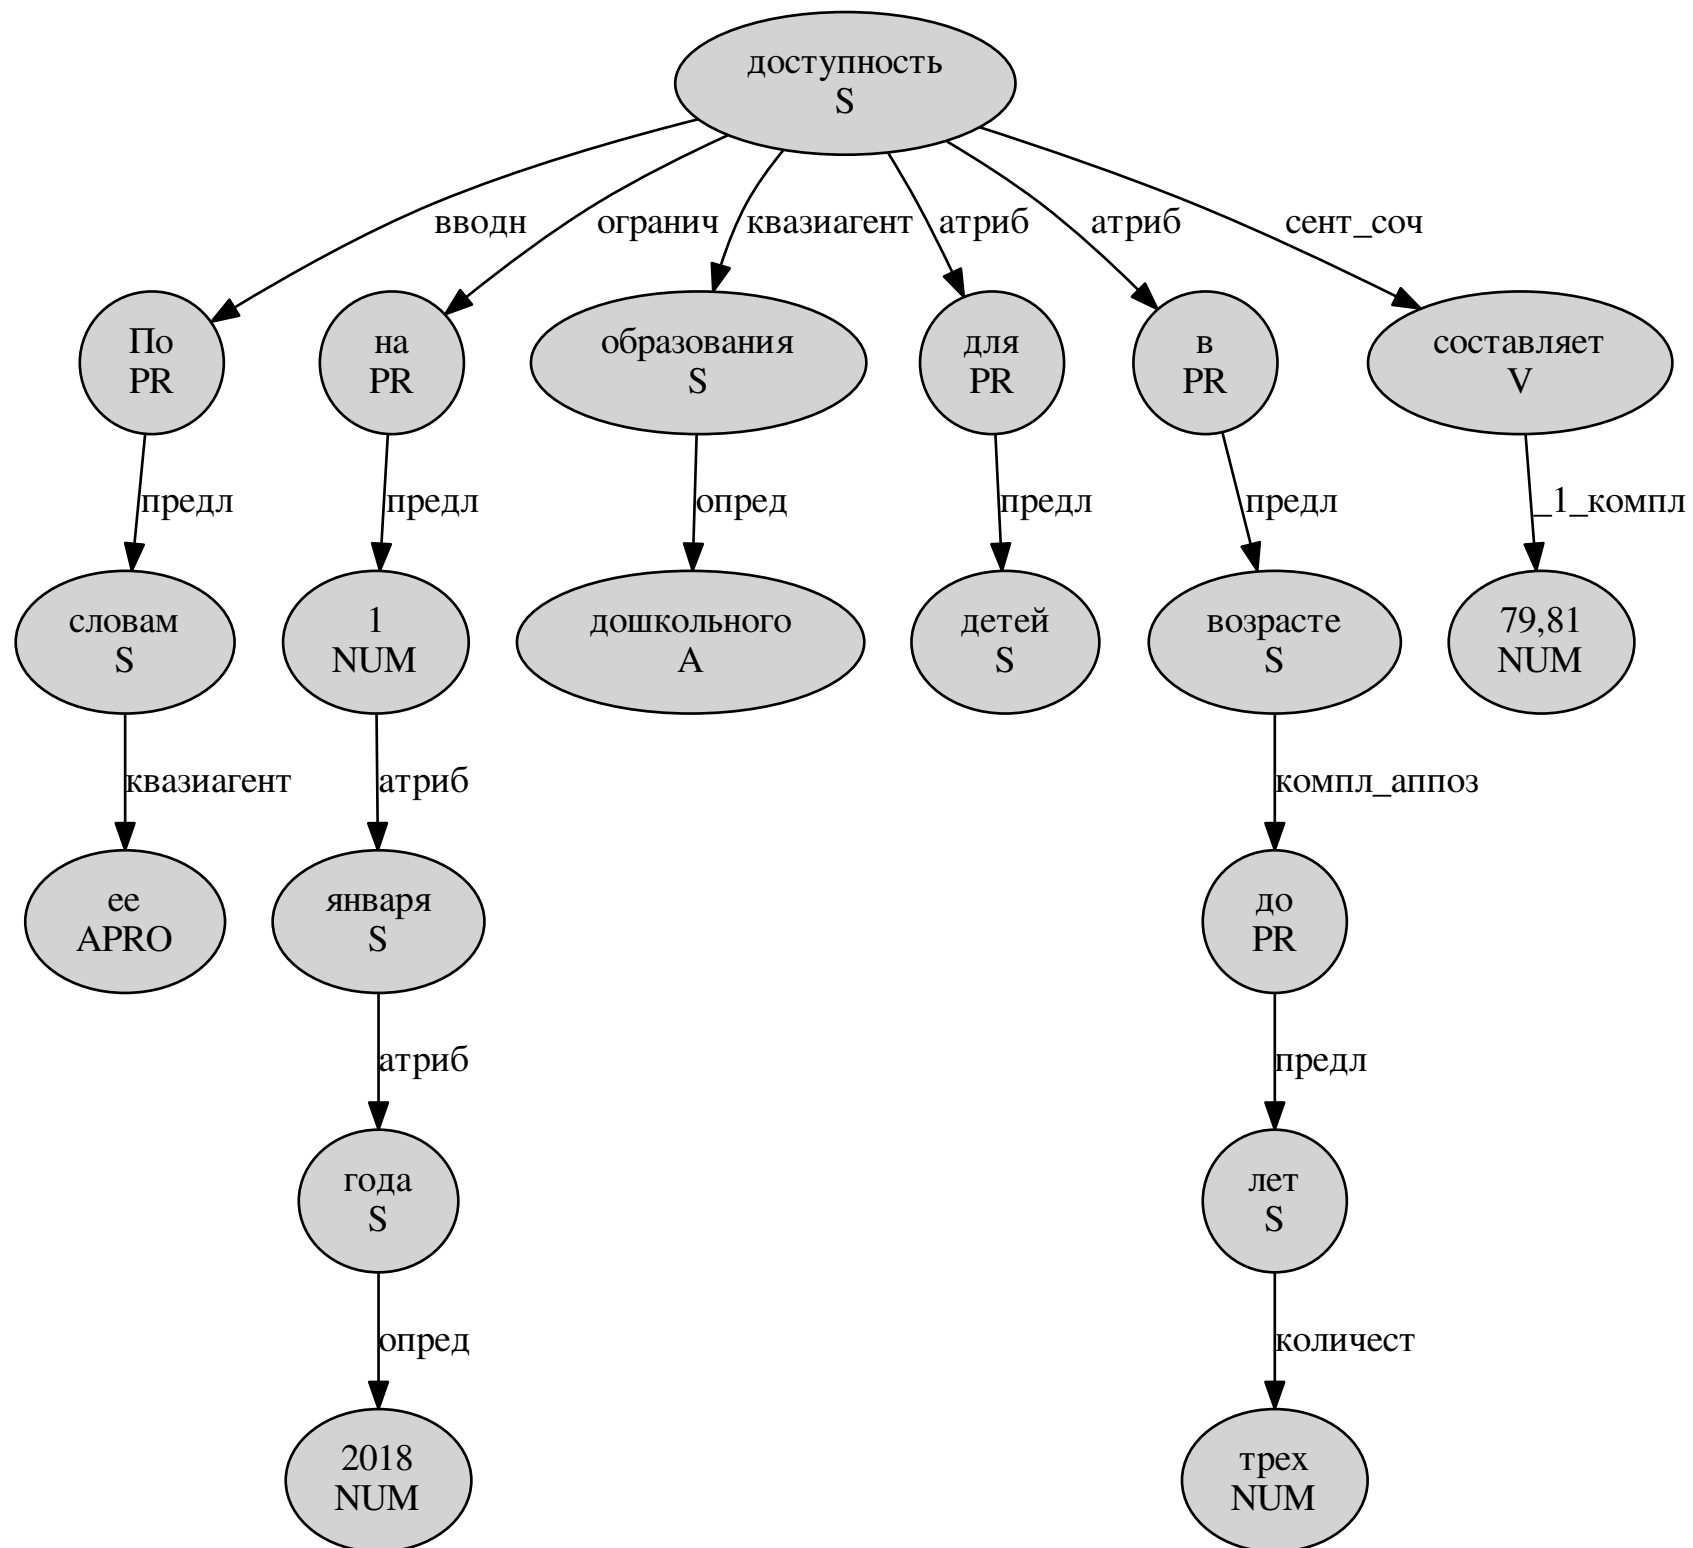 доступность
S
вводн
огранич
квазиагент
атриб
атриб
сент_соч
По
PR
на
PR
образования
S
для
PR
в
PR
составляет
V
предл
предл
опред
предл
предл
_1_компл
словам
S
1
NUM
дошкольного
A
детей
S
возрасте
S
79,81
NUM
квазиагент
атриб
компл_аппоз
ее
APRO
января
S
до
PR
атриб
предл
года
S
лет
S
опред
количест
2018
NUM
трех
NUM